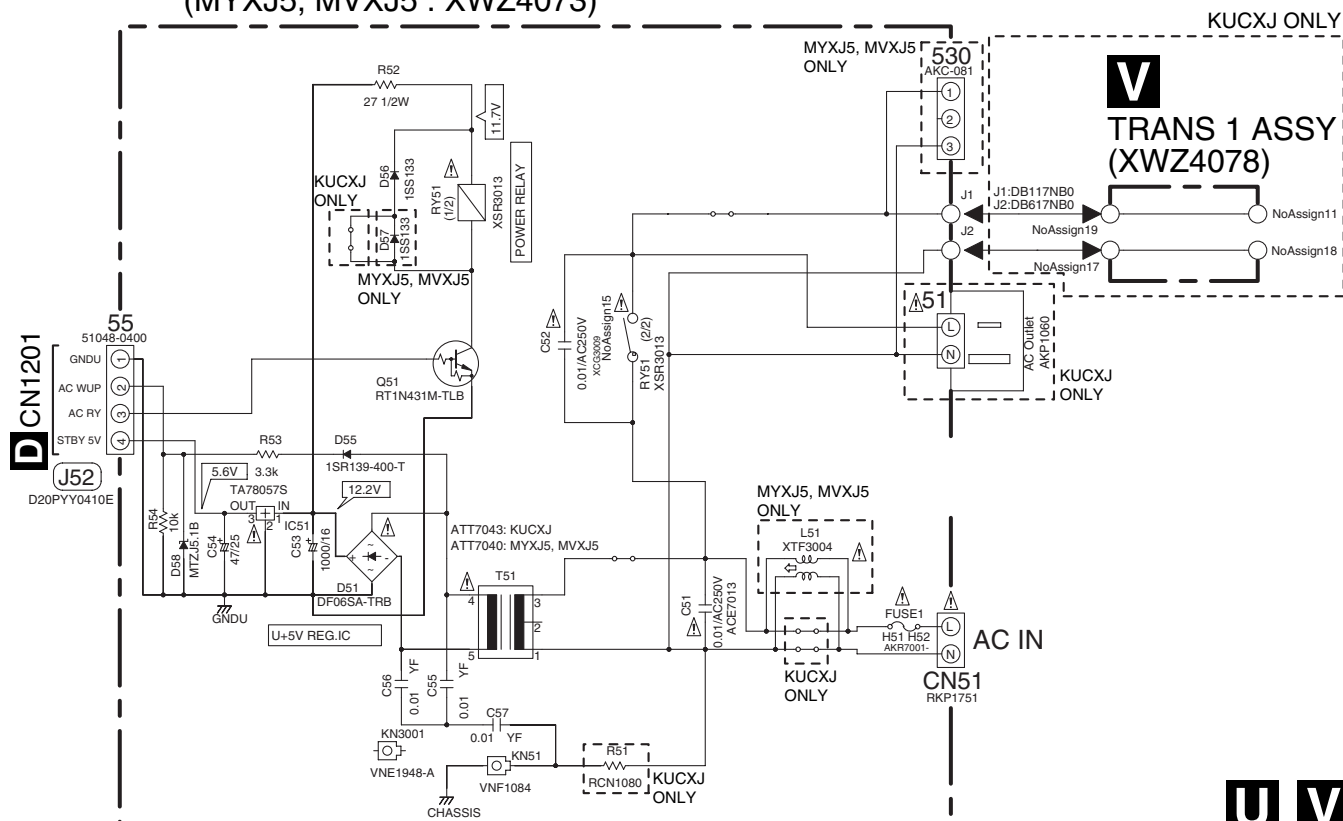 (MYXJ5, MVXJ5 : XWZ4073)
KUCXJ ONLY
MYXJ5, MVXJ5
ONLY
530
AKC-081
1
2
3
V
TRANS 1 ASSY
(XWZ4078)
R52
27 1/2W
11.7V
D56
1SS133
RY51
(1/2)
XSR3013
POWER RELAY
KUCXJ
ONLY
D57
1SS133
MYXJ5, MVXJ5
ONLY
J1
J1:DB117NB0
J2:DB617NB0
NoAssign19
NoAssign11
J2
NoAssign17
NoAssign18
51
L
N
AC Outlet
AKP1060
KUCXJ
ONLY
C52
0.01/AC250V
XCG3009
NoAssign15
RY51
(2/2)
XSR3013
D CN1201
55
51048-0400
GNDU
1
AC WUP
2
AC RY
3
STBY 5V
4
J52
D20PYY0410E
Q51
RT1N431M-TLB
R53
3.3k
D55
1SR139-400-T
5.6V
12.2V
TA78057S
OUT
IN
3
2
1
IC51
R54
10k
D58
MTZJ5.1B
C54
47/25
C53
1000/16
+
-
D51
DF06SA-TRB
GNDU
U+5V REG.IC
ATT7043: KUCXJ
ATT7040: MYXJ5, MVXJ5
T51
4
5
3
2
1
C51
0.01/AC250V
ACE7013
MYXJ5, MVXJ5
ONLY
L51
XTF3004
KUCXJ
ONLY
FUSE1
H51 H52
AKR7001-
L
N
AC IN
CN51
RKP1751
C56
0.01
YF
C55
0.01
YF
C57
0.01
YF
KN3001
VNE1948-A
KN51
VNF1084
CHASSIS
R51
RCN1080
KUCXJ
ONLY
U V